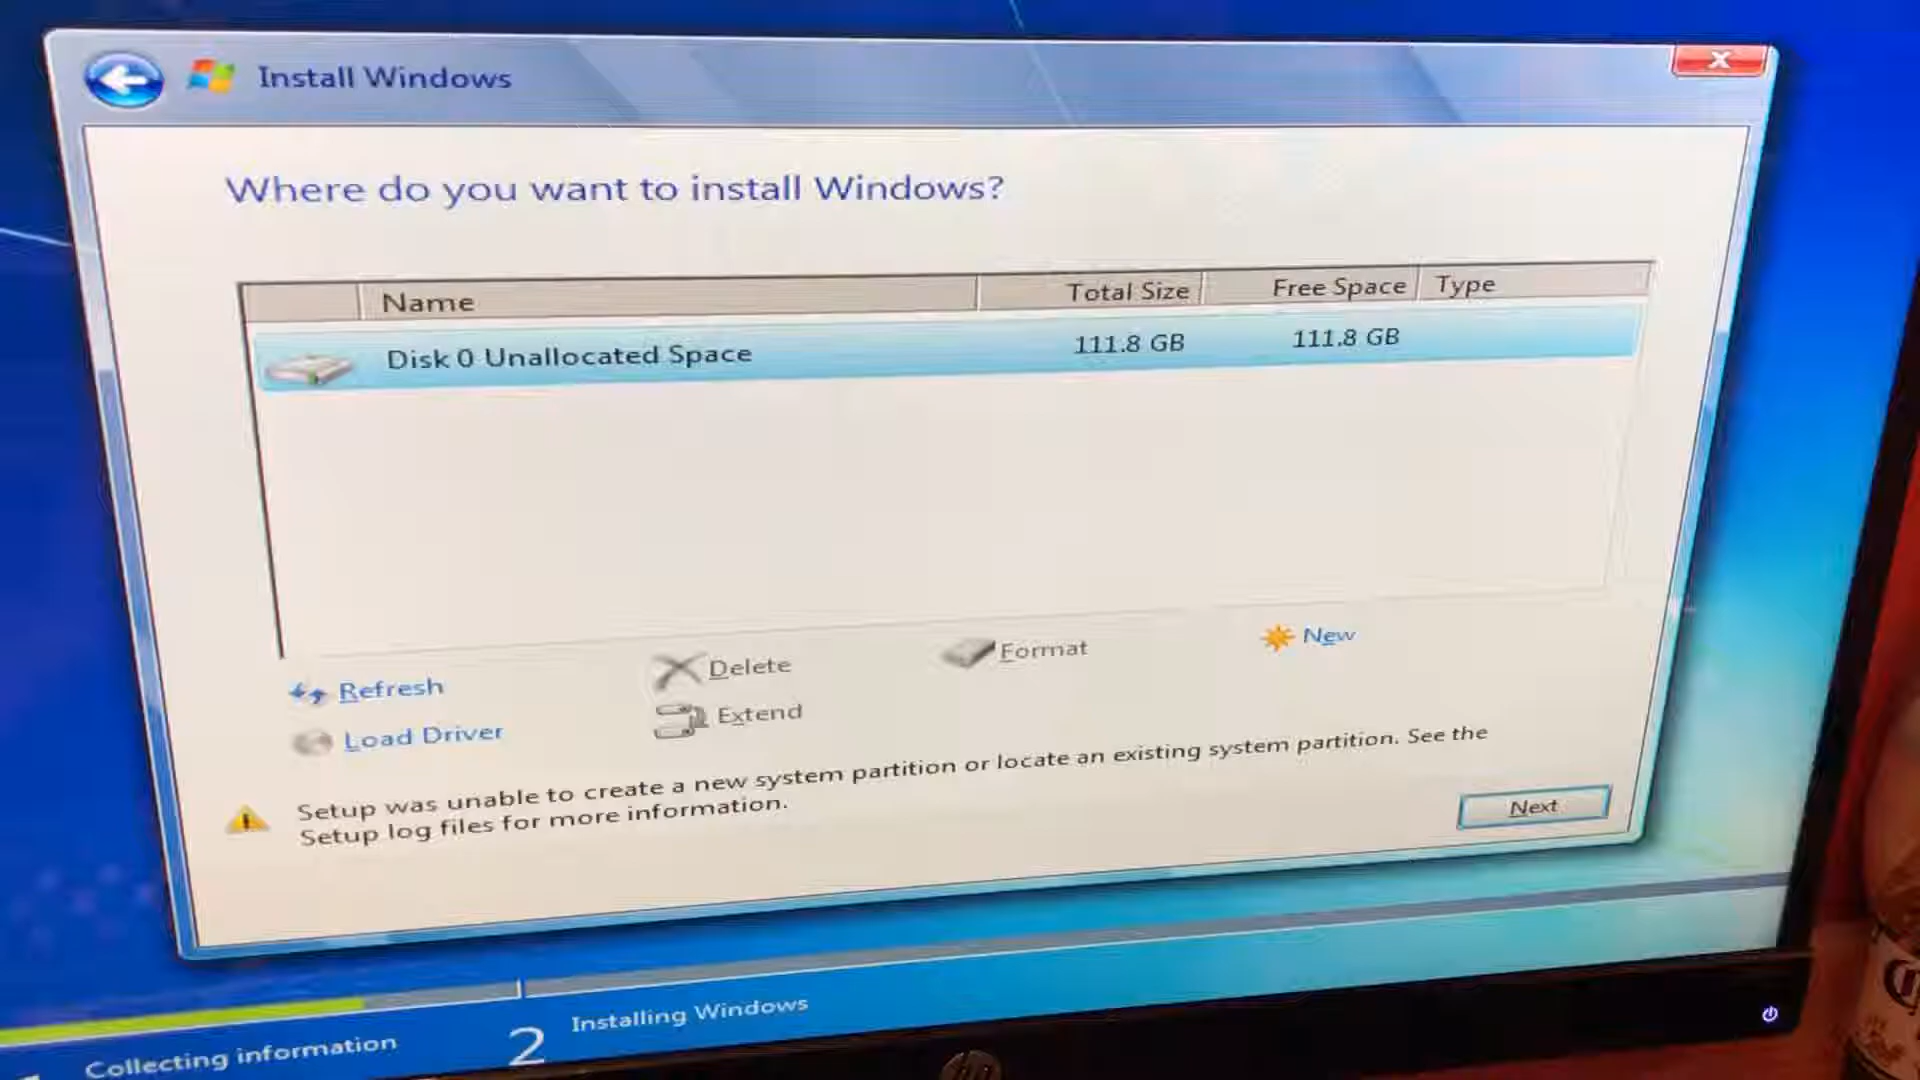 Install Windows
Where do you want to install Windows?
Name Total Size Free Space Type
Disk 0 Unallocated Space 111.8 GB 111.8 GB
Refresh Delete Format New
Load Driver Extend
Setup was unable to create a new system partition or locate an existing system partition. See the
Setup log files for more information.
Next
Collecting information 2 Installing Windows
hp